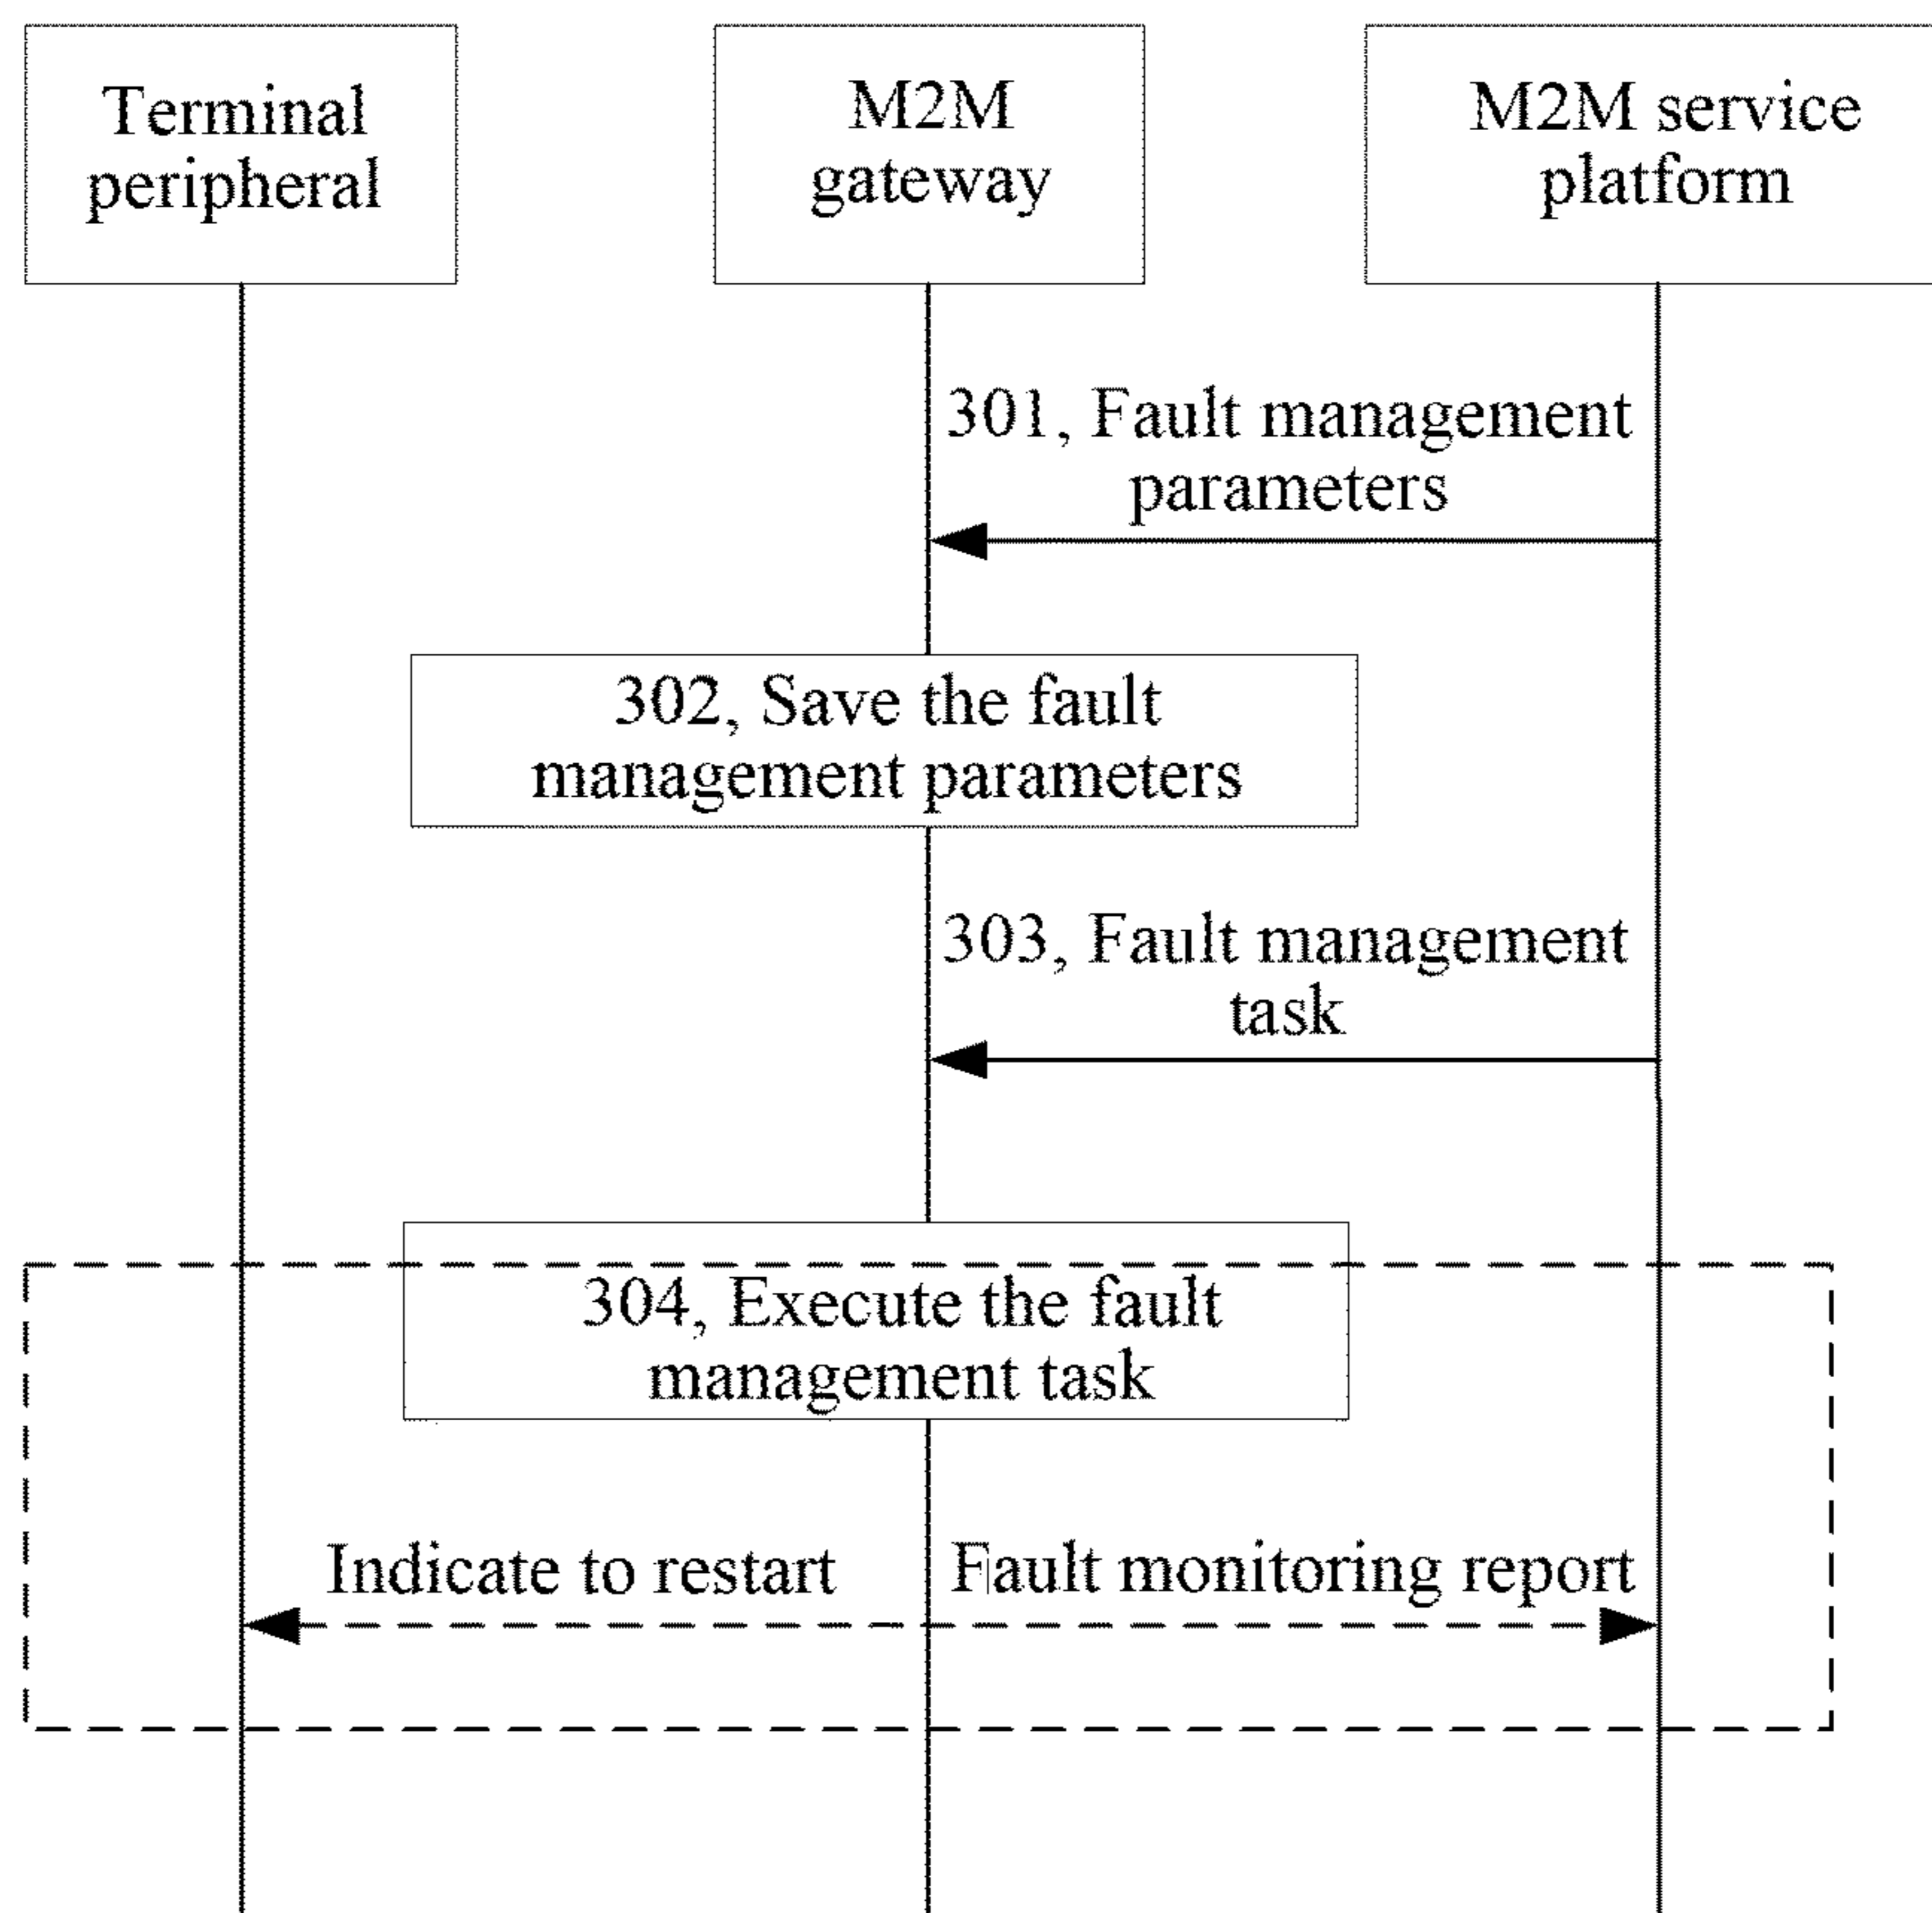 Terminal
peripheral
M2M
gateway
M2M service
platform
301, Fault management
parameters
302, Save the fault
management parameters
303, Fault management
task
304, Execute the fault
management task
Indicate to restart
Fault monitoring report